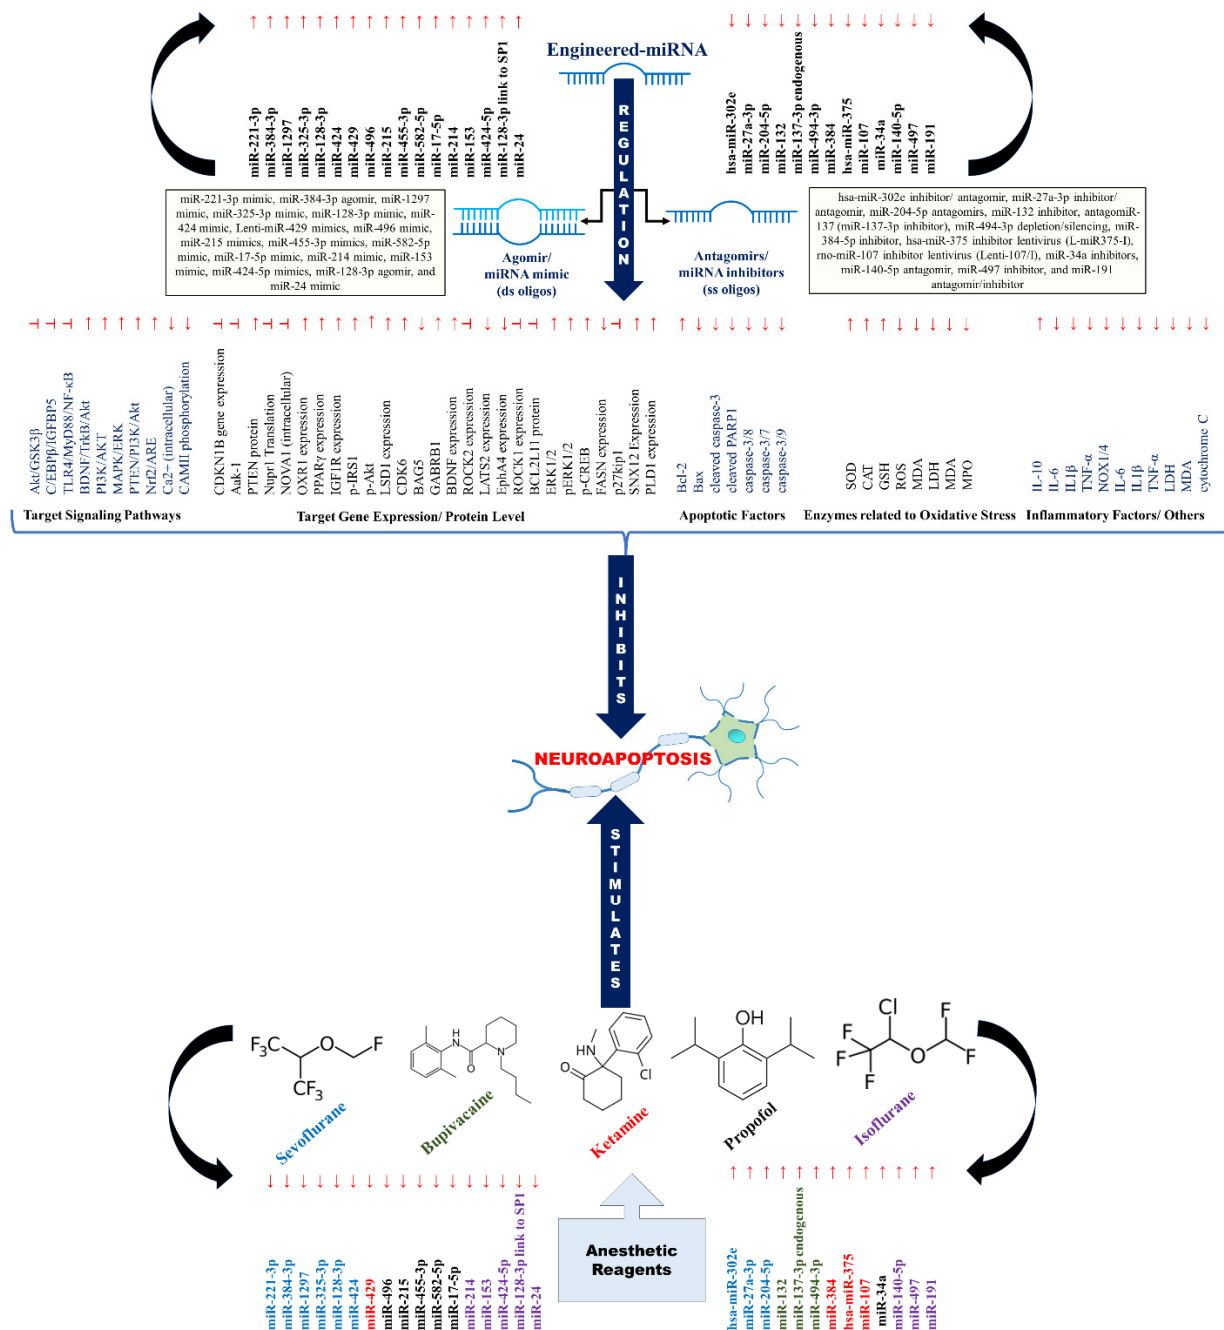 Engineered-miRNA
miR-221-3p
miR-384-3p
miR-1297
miR-325-3p
miR-128-3p
miR-424
miR-429
miR-496
miR-215
miR-455-3p
miR-582-5p
miR-17-5p
miR-214
miR-153
miR-424-5p
miR-128-3p link to SP1
miR-24
REGULATION
hsa-miR-302e
miR-27a-3p
miR-204-5p
miR-132
miR-137-3p endogenous
miR-494-3p
miR-384
hsa-miR-375
miR-107
miR-34a
miR-140-5p
miR-497
miR-191
miR-221-3p mimic, miR-384-3p agomir, miR-1297
mimic, miR-325-3p mimic, miR-128-3p mimic, miR-
424 mimic, Lenti-miR-429 mimics, miR-496 mimic,
miR-215 mimics, miR-455-3p mimics, miR-582-5p
mimic, miR-17-5p mimic, miR-214 mimic, miR-153
mimic, miR-424-5p mimics, miR-128-3p agomir, and
miR-24 mimic
Agomir/
miRNA mimic
(ds oligos)
Antagomirs/
miRNA inhibitors
(ss oligos)
hsa-miR-302e inhibitor/ antagomir, miR-27a-3p inhibitor/
antagomir, miR-204-5p antagomirs, miR-132 inhibitor, antagomiR-
137 (miR-137-3p inhibitor), miR-494-3p depletion/silencing, miR-
384-5p inhibitor, hsa-miR-375 inhibitor lentivirus (L-miR375-I),
rno-miR-107 inhibitor lentivirus (Lenti-107/I), miR-34a inhibitors,
miR-140-5p antagomir, miR-497 inhibitor, and miR-191
antagomir/inhibitor
Akt/GSK3β
C/EBPβ/IGFBP5
TLR4/MyD88/NF-κB
BDNF/TrkB/Akt
PI3K/AKT
MAPK/ERK
PTEN/PI3K/Akt
Nrf2/ARE
Ca2+ (intracellular)
CAMII phosphorylation
Target Signaling Pathways
CDKN1B gene expression
Aak-1
PTEN protein
Nupr1 Translation
NOVA1 (intracellular)
OXR1 expression
PPARγ expression
IGF1R expression
p-IRS1
p-Akt
LSD1 expression
CDK6
BAG5
GABRB1
BDNF expression
ROCK2 expression
LATS2 expression
EphA4 expression
ROCK1 expression
BCL2L11 protein
ERK1/2
pERK1/2
p-CREB
FASN expression
p27kip1
SNX12 Expression
PLD1 expression
Target Gene Expression/ Protein Level
Bcl-2
Bax
cleaved caspase-3
cleaved PARP1
caspase-3/8
caspase-3/7
caspase-3/9
Apoptotic Factors
SOD
CAT
GSH
ROS
MDA
LDH
MDA
MPO
Enzymes related to Oxidative Stress
IL-10
IL-6
IL1β
TNF-α
NOX1/4
IL-6
IL1β
TNF-α
LDH
MDA
cytochrome C
Inflammatory Factors/ Others
INHIBITS
NEUROAPOPTOSIS
STIMULATES
F3C
O
F
CF3
Sevoflurane
H
N
O
N
Bupivacaine
HN
O
Cl
Ketamine
OH
Propofol
Cl
F
F
F
O
F
F
Isoflurane
Anesthetic
Reagents
miR-221-3p
miR-384-3p
miR-1297
miR-325-3p
miR-128-3p
miR-424
miR-429
miR-496
miR-215
miR-455-3p
miR-582-5p
miR-17-5p
miR-214
miR-153
miR-424-5p
miR-128-3p link to SP1
miR-24
hsa-miR-302e
miR-27a-3p
miR-204-5p
miR-132
miR-137-3p endogenous
miR-494-3p
miR-384
hsa-miR-375
miR-107
miR-34a
miR-140-5p
miR-497
miR-191